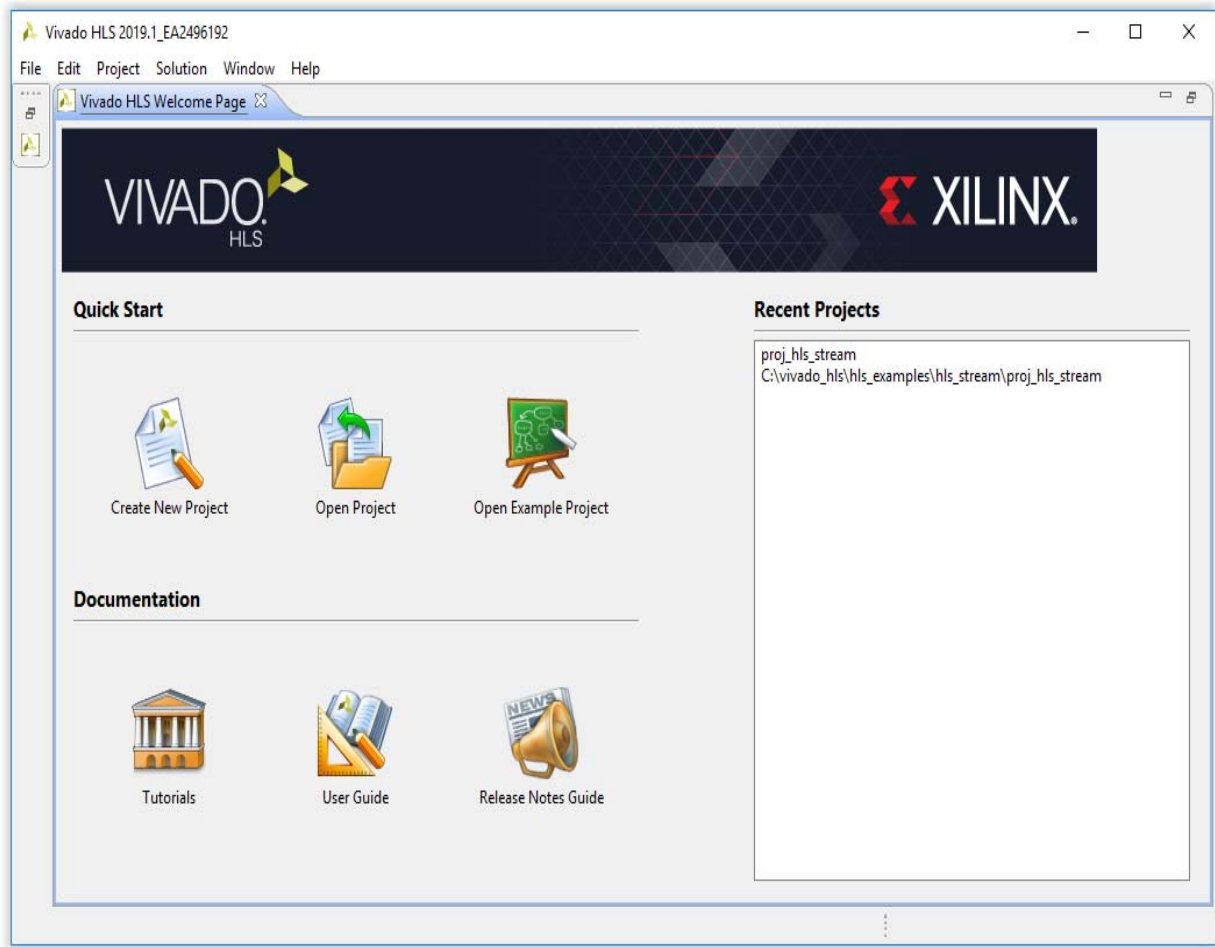 Vivado HLS 2019.1_EA2496192
File Edit Project Solution Window Help
Vivado HLS Welcome Page
VIVADO.
HLS
XILINX.
Quick Start
Create New Project
Open Project
Open Example Project
Documentation
NEWS
Tutorials
User Guide
Release Notes Guide
Recent Projects
proj_hls_stream
C:\vivado_hls\hls_examples\hls_stream\proj_hls_stream